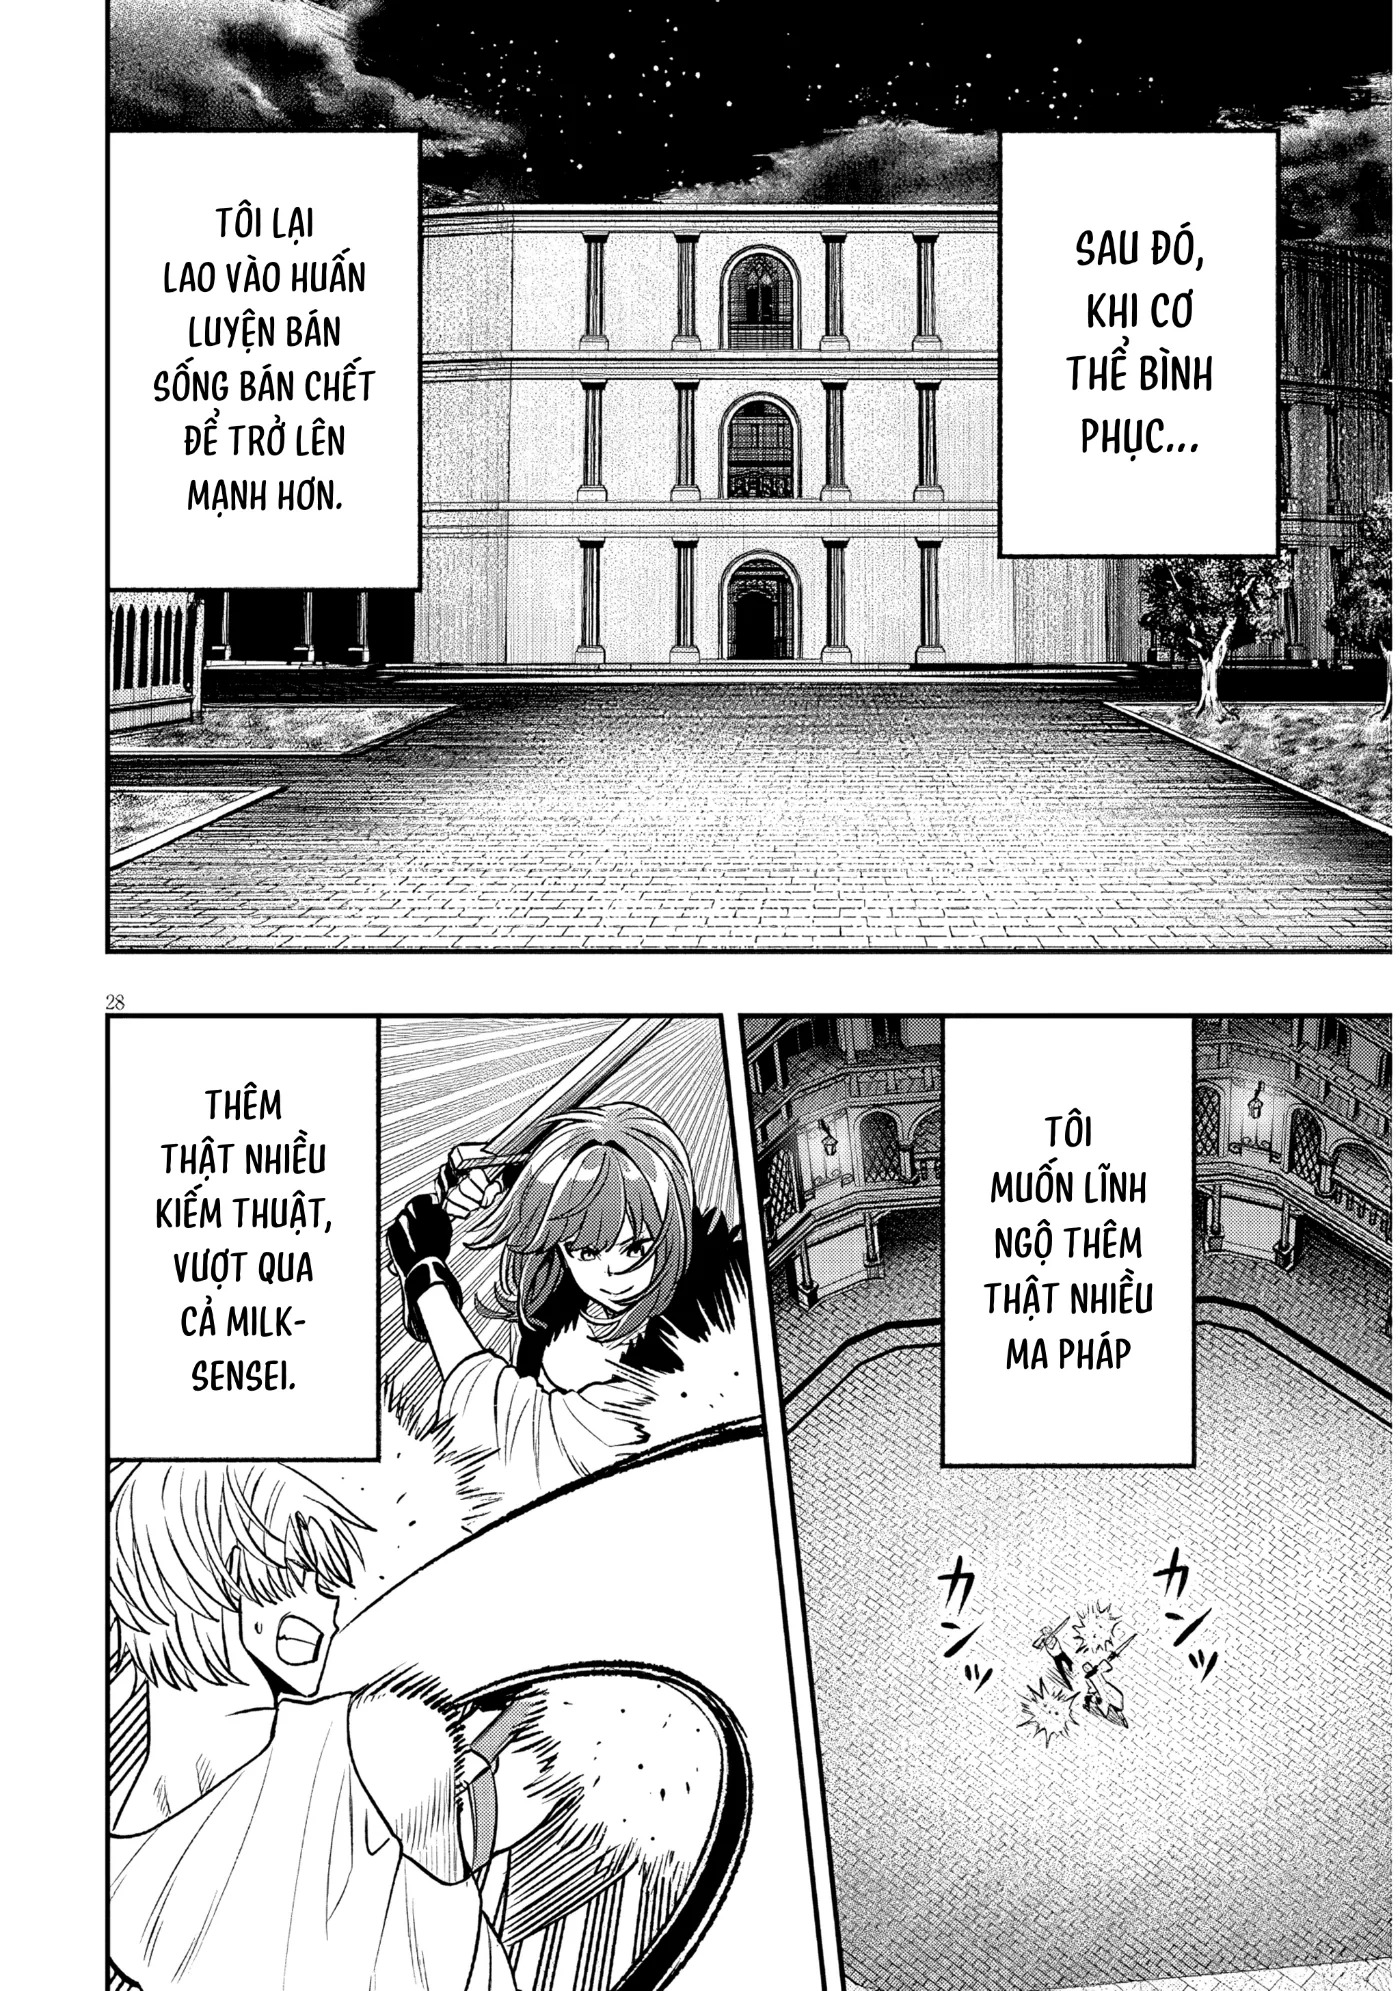 SAU ĐÓ,
KHI CƠ
THỂ BÌNH
PHỤC...
TÔI LẠI
LAO VÀO HUẤN
LUYỆN BÁN
SỐNG BÁN CHẾT
ĐỂ TRỞ LÊN
MẠNH HƠN.
28
TÔI
MUỐN LĨNH
NGỘ THÊM
THẬT NHIỀU
MA PHÁP
カンッ
カンッ
THÊM
THẬT NHIỀU
KIẾM THUẬT,
VƯỢT QUA
CẢ MILK-
SENSEI.